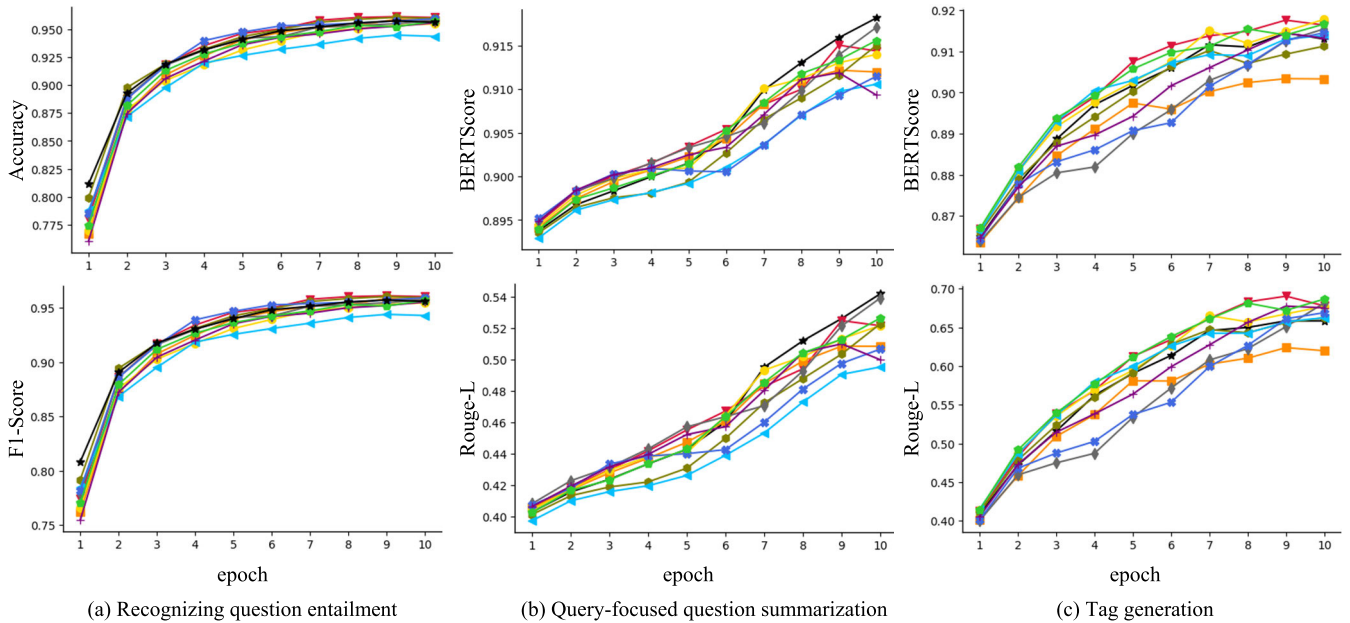 Accuracy
0.950
0.925
0.900
0.875
0.850
0.825
0.800
0.775
1 2 3 4 5 6 7 8 9 10
BERTScore
0.915
0.910
0.905
0.900
0.895
1 2 3 4 5 6 7 8 9 10
BERTScore
0.92
0.91
0.90
0.89
0.88
0.87
1 2 3 4 5 6 7 8 9 10
F1-Score
0.95
0.90
0.85
0.80
0.75
1 2 3 4 5 6 7 8 9 10
epoch
(a) Recognizing question entailment
Rouge-L
0.54
0.52
0.50
0.48
0.46
0.44
0.42
0.40
1 2 3 4 5 6 7 8 9 10
epoch
(b) Query-focused question summarization
Rouge-L
0.70
0.65
0.60
0.55
0.50
0.45
0.40
1 2 3 4 5 6 7 8 9 10
epoch
(c) Tag generation